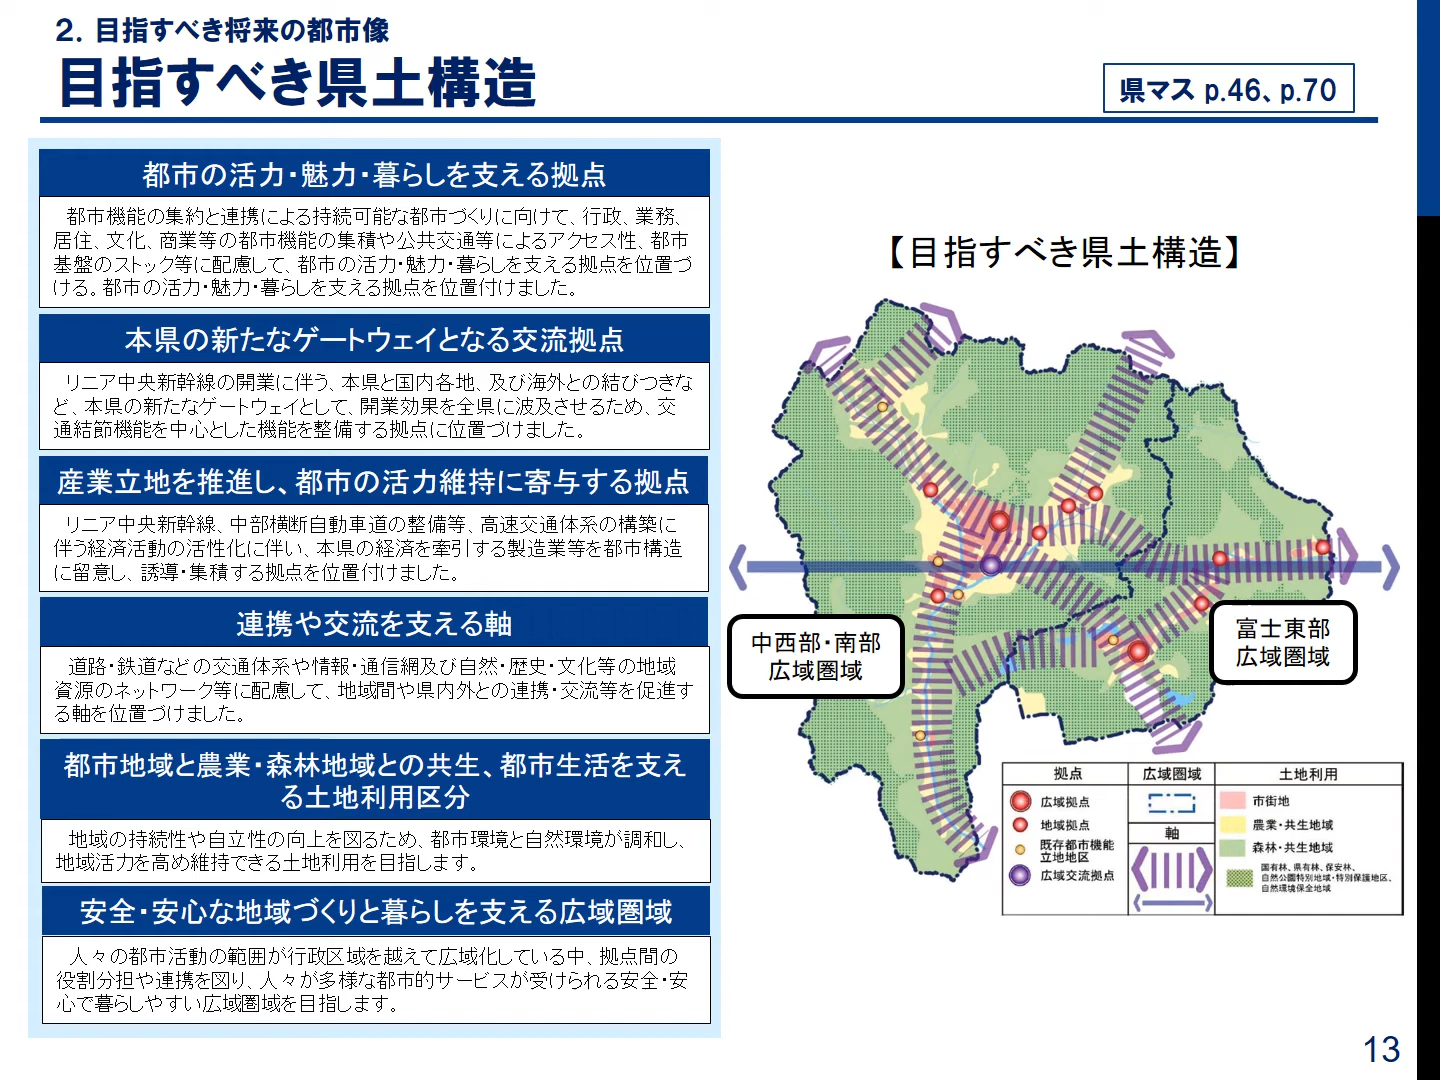 2．目指すべき将来の都市像
目指すべき県土構造
県マス p.46、p.70
都市の活力・魅力・暮らしを支える拠点
都市機能の集約と連携による持続可能な都市づくりに向けて、行政、業務、
居住、文化、商業等の都市機能の集積や公共交通等によるアクセス性、都市
基盤のストック等に配慮して、都市の活力・魅力・暮らしを支える拠点を位置づ
ける。都市の活力・魅力・暮らしを支える拠点を位置付けました。
本県の新たなゲートウェイとなる交流拠点
リニア中央新幹線の開業に伴う、本県と国内各地、及び海外との結びつきな
ど、本県の新たなゲートウェイとして、開業効果を全県に波及させるため、交
通結節機能を中心とした機能を整備する拠点に位置づけました。
産業立地を推進し、都市の活力維持に寄与する拠点
リニア中央新幹線、中部横断自動車道の整備等、高速交通体系の構築に
伴う経済活動の活性化に伴い、本県の経済を牽引する製造業等を都市構造
に留意し、誘導・集積する拠点を位置付けました。
連携や交流を支える軸
道路・鉄道などの交通体系や情報・通信網及び自然・歴史・文化等の地域
資源のネットワーク等に配慮して、地域間や県内外との連携・交流等を促進す
る軸を位置づけました。
都市地域と農業・森林地域との共生、都市生活を支え
る土地利用区分
地域の持続性や自立性の向上を図るため、都市環境と自然環境が調和し、
地域活力を高め維持できる土地利用を目指します。
安全・安心な地域づくりと暮らしを支える広域圏域
人々の都市活動の範囲が行政区域を越えて広域化している中、拠点間の
役割分担や連携を図り、人々が多様な都市的サービスが受けられる安全・安
心で暮らしやすい広域圏域を目指します。
【目指すべき県土構造】
中西部・南部
広域圏域
富士東部
広域圏域
拠点
広域拠点
地域拠点
既存都市機能
立地地区
広域交流拠点
広域圏域
軸
土地利用
市街地
農業・共生地域
森林・共生地域
国有林、県有林、保安林、
自然公園特別地域・特別保護地区、
自然環境保全地域
13